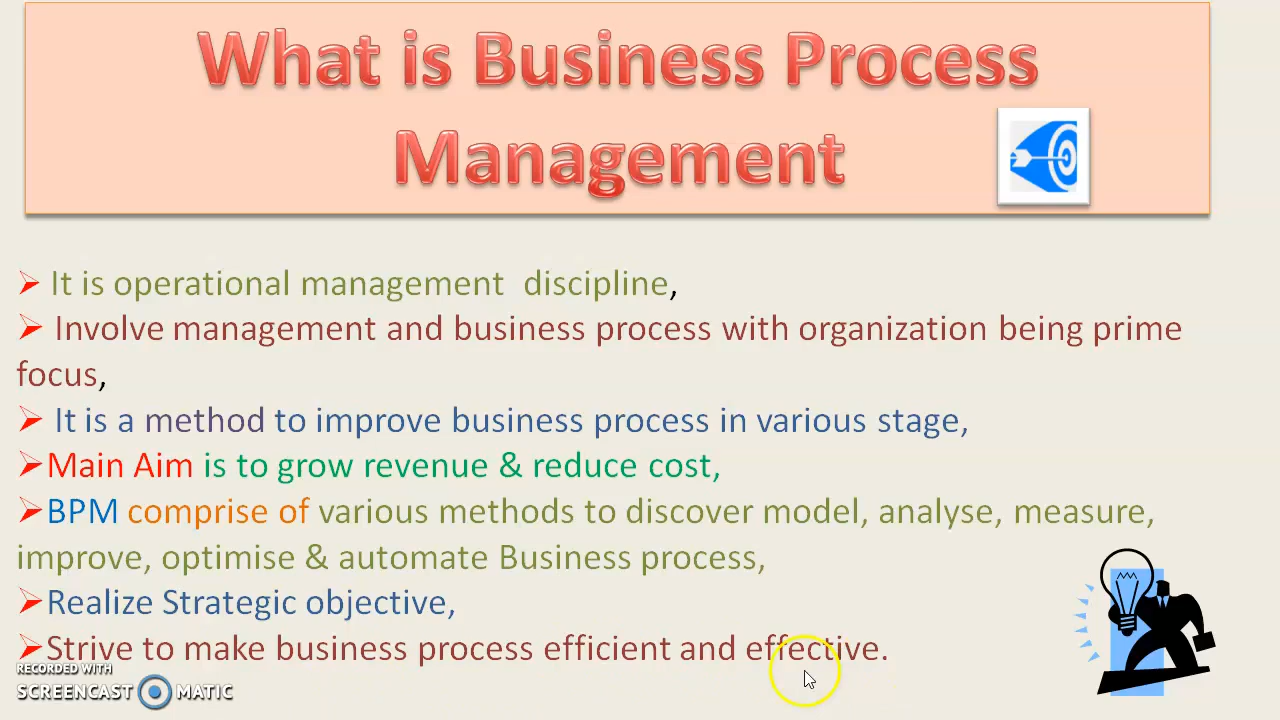 What is Business Process
Management
➢ It is operational management  discipline,
➢ Involve management and business process with organization being prime
focus,
➢ It is a method to improve business process in various stage,
➢Main Aim is to grow revenue & reduce cost,
➢BPM comprise of various methods to discover model, analyse, measure,
improve, optimise & automate Business process,
➢Realize Strategic objective,
➢Strive to make business process efficient and effective.
RECORDED WITH
SCREENCAST MATIC